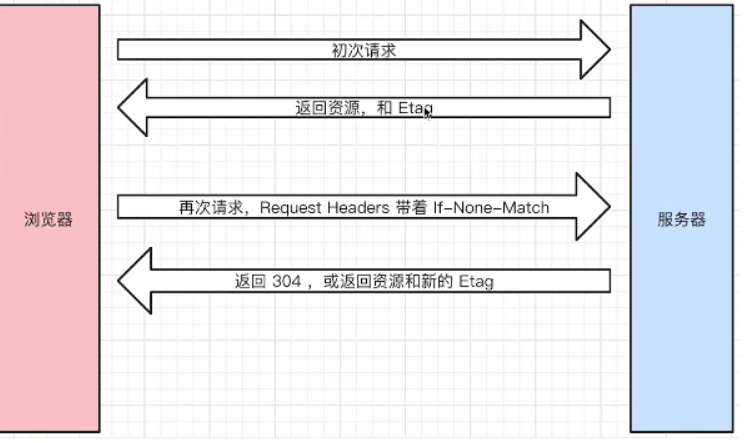 初次请求
返回资源，和 Etag
浏览器
再次请求，Request Headers 带着 If-None-Match
服务器
返回 304 ，或返回资源和新的 Etag